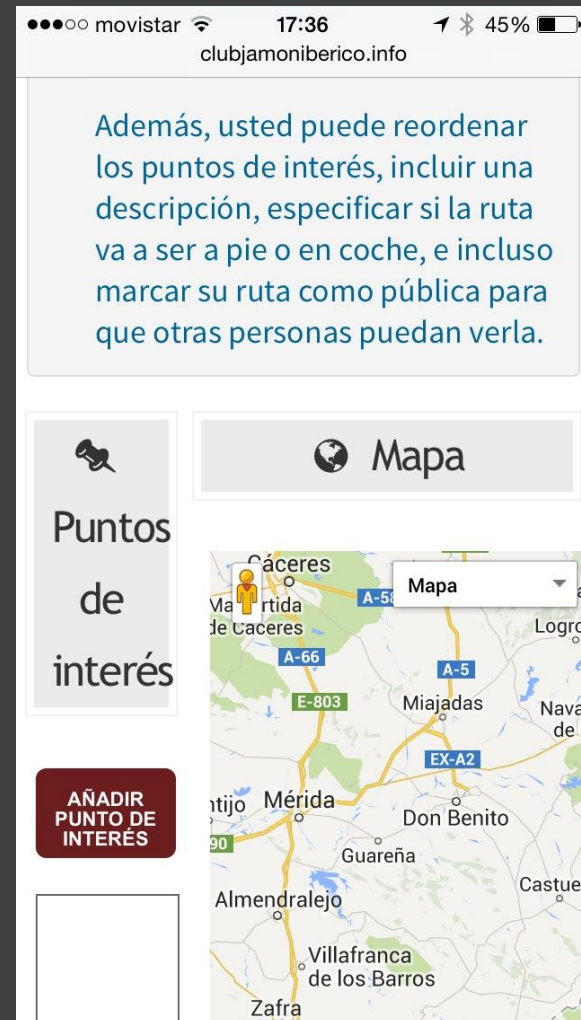 movistar 17:36 45%
clubjamoniberico.info
Además, usted puede reordenar
los puntos de interés, incluir una
descripción, especificar si la ruta
va a ser a pie o en coche, e incluso
marcar su ruta como pública para
que otras personas puedan verla.
Puntos
de
interés
Mapa
AÑADIR
PUNTO DE
INTERÉS
Cáceres
Mapa
de Cáceres
A-66
A-5
E-803
Miajadas
EX-A2
Mérida
Don Benito
90
Guareña
Almendralejo
Villafranca
de los Barros
Zafra